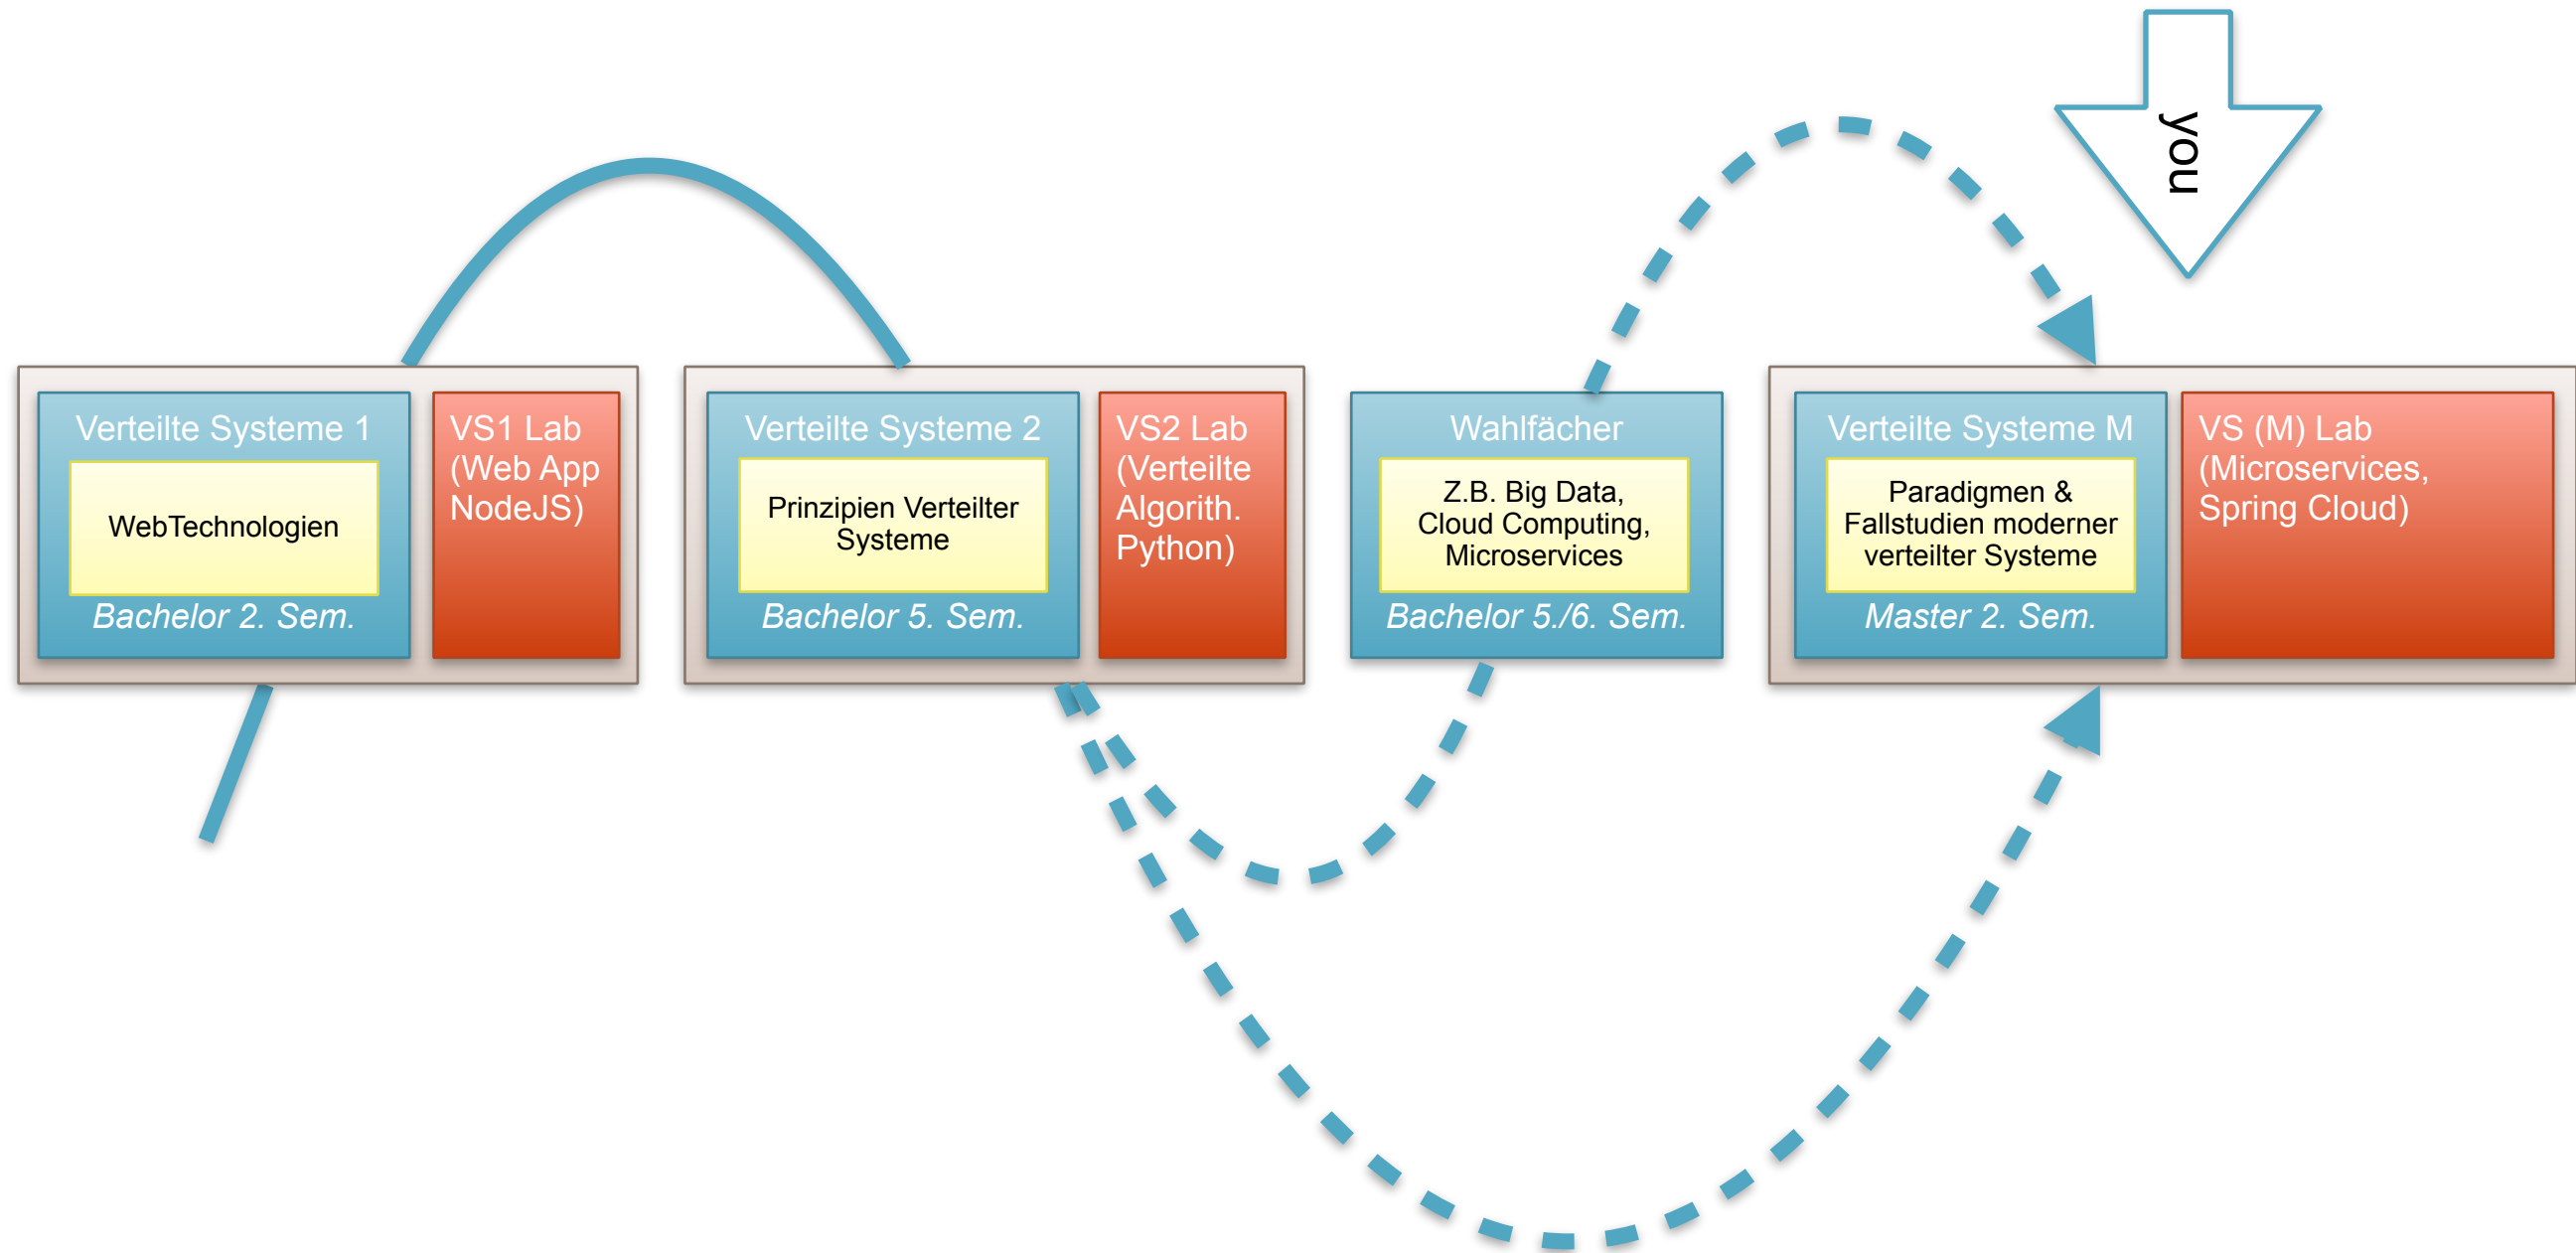 you
Verteilte Systeme 1
WebTechnologien
Bachelor 2. Sem.
VS1 Lab
(Web App
NodeJS)
Verteilte Systeme 2
Prinzipien Verteilter
Systeme
Bachelor 5. Sem.
VS2 Lab
(Verteilte
Algorith.
Python)
Wahlfächer
Z.B. Big Data,
Cloud Computing,
Microservices
Bachelor 5./6. Sem.
Verteilte Systeme M
Paradigmen &
Fallstudien moderner
verteilter Systeme
Master 2. Sem.
VS (M) Lab
(Microservices,
Spring Cloud)